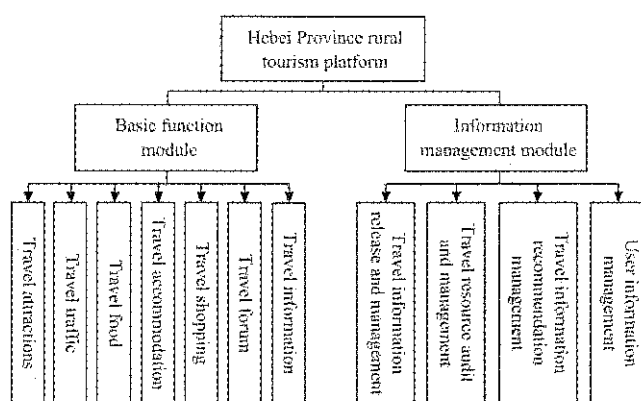 Hebei Province rural
tourism platform
Basic function
module
Information
management module
Travel attractions
Travel traffic
Travel food
Travel accommodation
Travel shopping
Travel forum
Travel information
Travel information
release and management
Travel resource audit
and management
Travel information
recommendation
management
User information
management